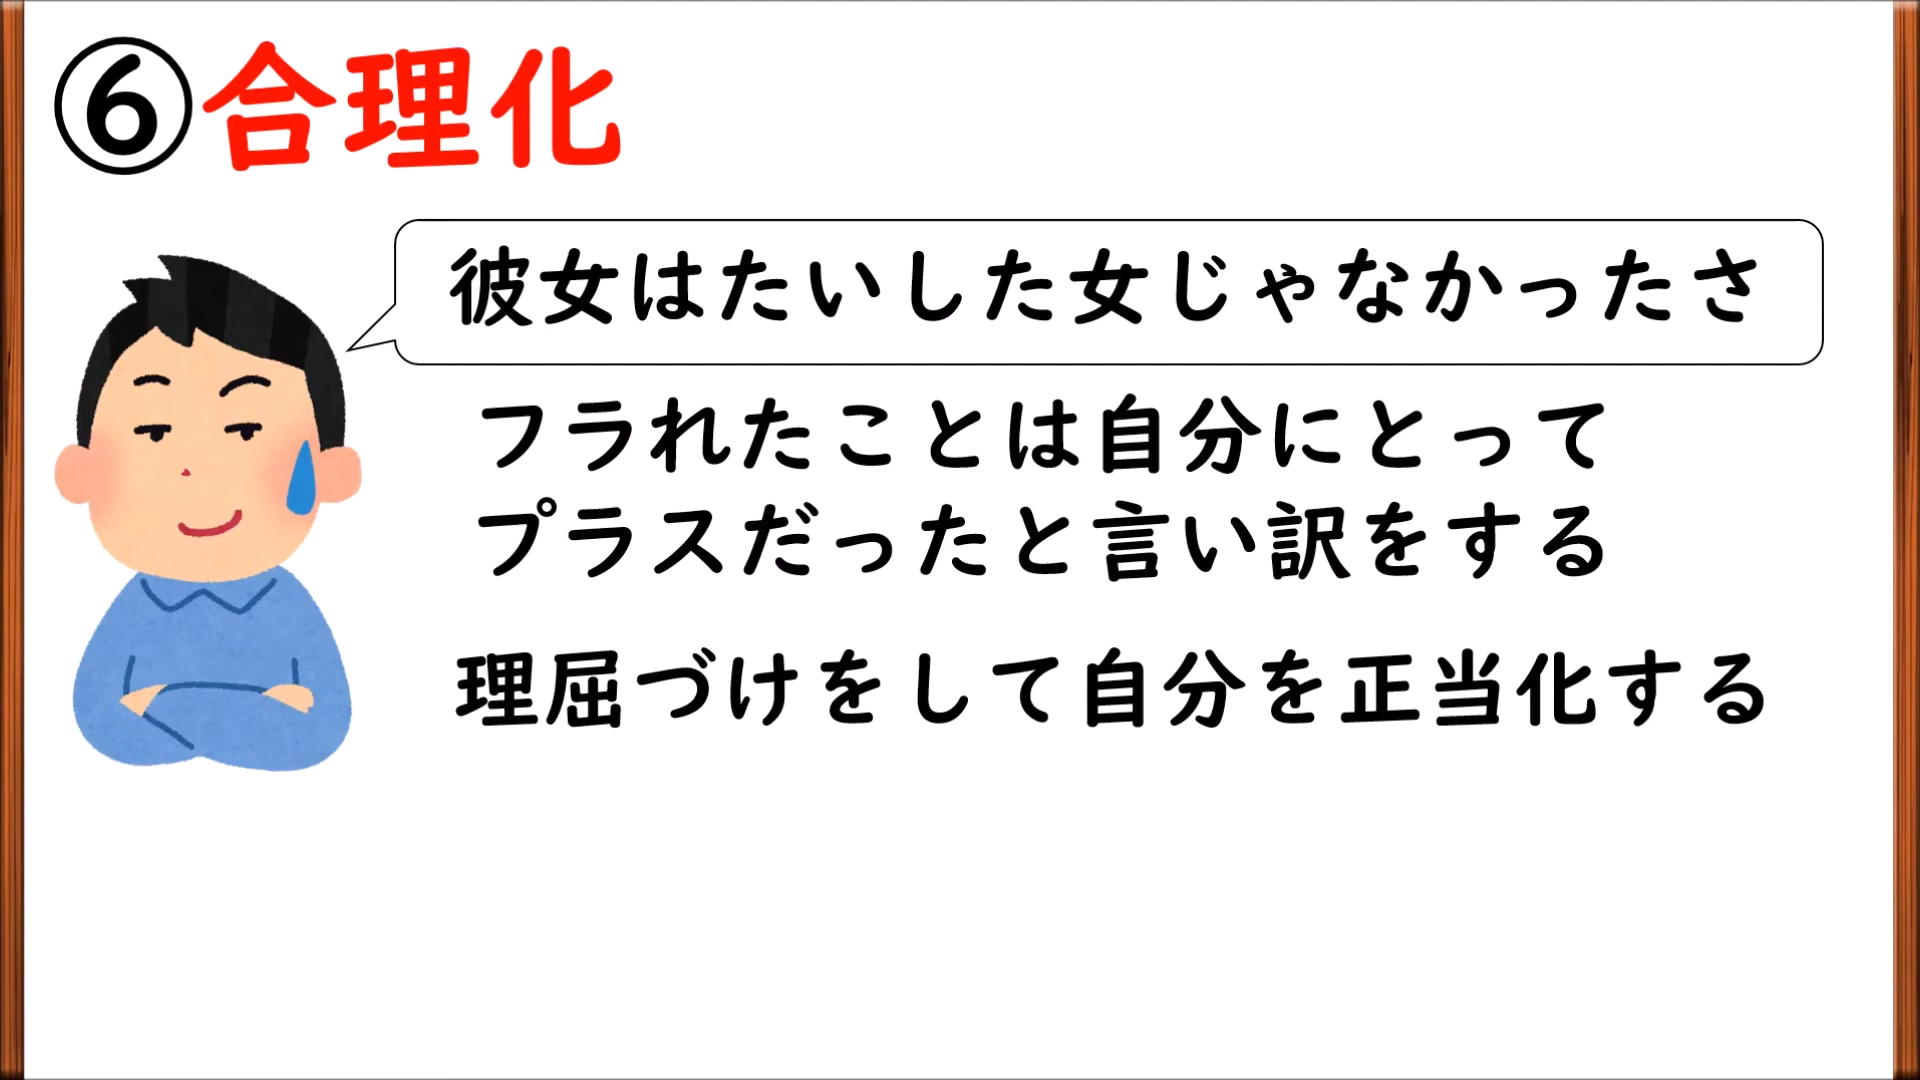 ⑥合理化
彼女はたいした女じゃなかったさ
フラれたことは自分にとって
プラスだったと言い訳をする
理屈づけをして自分を正当化する